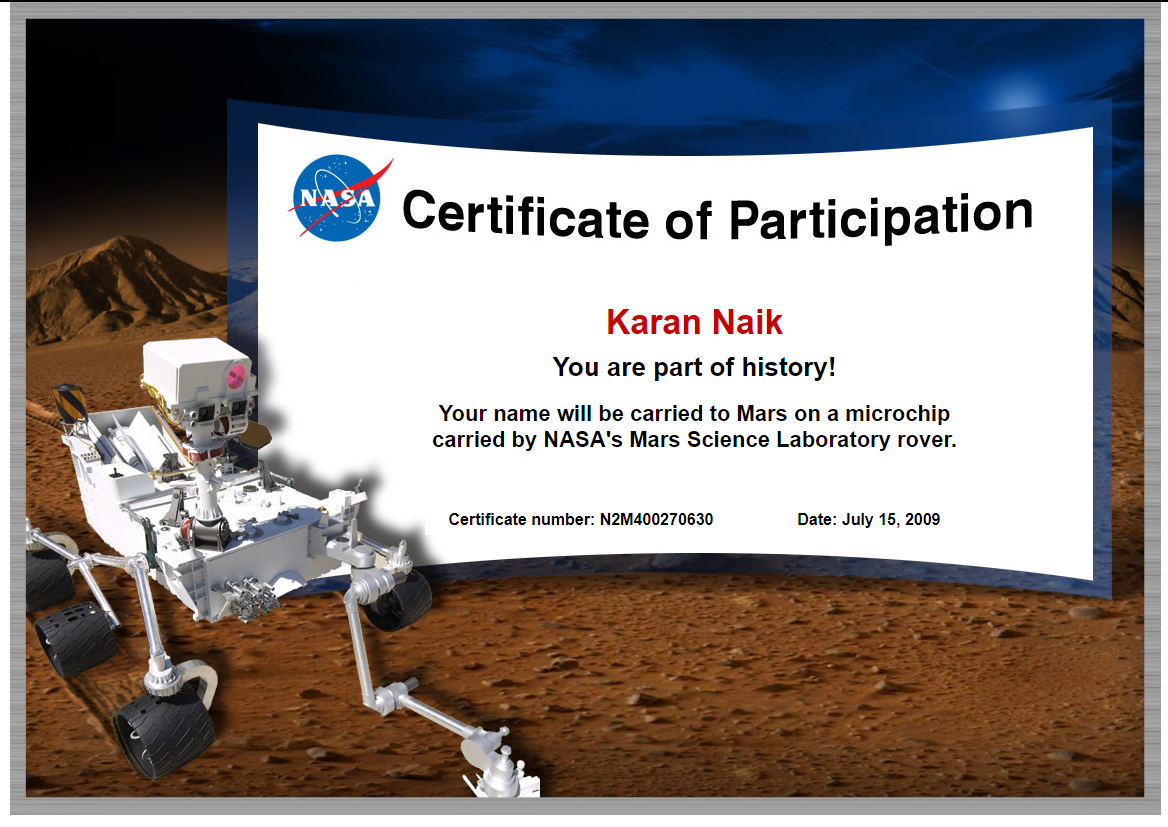 NASA
Certificate of Participation
Karan Naik
You are part of history!
Your name will be carried to Mars on a microchip
carried by NASA's Mars Science Laboratory rover.
Certificate number: N2M400270630 Date: July 15, 2009